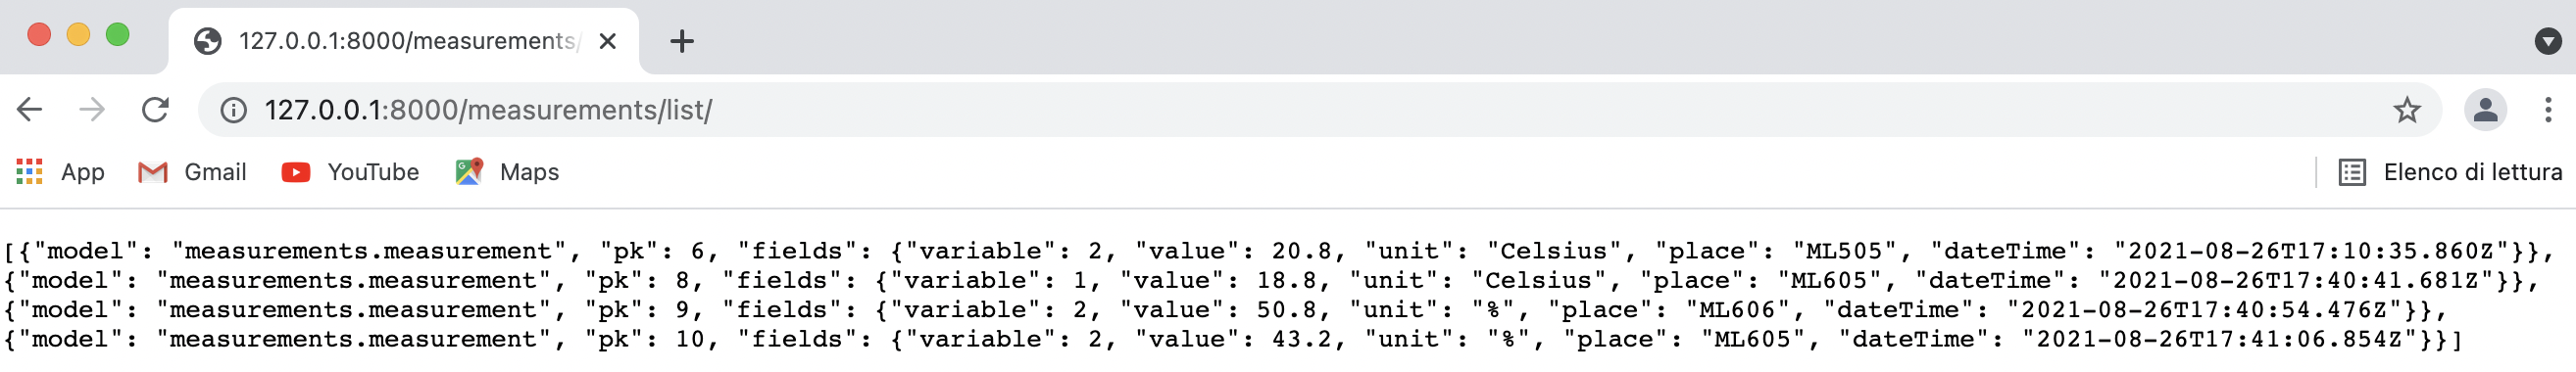 127.0.0.1:8000/measurements/
127.0.0.1:8000/measurements/list/
App Gmail YouTube Maps Elenco di lettura
[{"model": "measurements.measurement", "pk": 6, "fields": {"variable": 2, "value": 20.8, "unit": "Celsius", "place": "ML505", "dateTime": "2021-08-26T17:10:35.860Z"}},
{"model": "measurements.measurement", "pk": 8, "fields": {"variable": 1, "value": 18.8, "unit": "Celsius", "place": "ML605", "dateTime": "2021-08-26T17:40:41.681Z"}},
{"model": "measurements.measurement", "pk": 9, "fields": {"variable": 2, "value": 50.8, "unit": "%", "place": "ML606", "dateTime": "2021-08-26T17:40:54.476Z"}},
{"model": "measurements.measurement", "pk": 10, "fields": {"variable": 2, "value": 43.2, "unit": "%", "place": "ML605", "dateTime": "2021-08-26T17:41:06.854Z"}}]